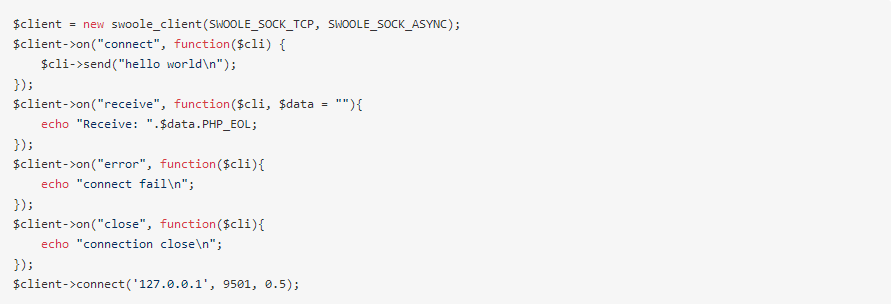 $client = new swoole_client(SWOOLE_SOCK_TCP, SWOOLE_SOCK_ASYNC);
$client->on("connect", function($cli) {
    $cli->send("hello world\n");
});
$client->on("receive", function($cli, $data = ""){
    echo "Receive: ".$data.PHP_EOL;
});
$client->on("error", function($cli){
    echo "connect fail\n";
});
$client->on("close", function($cli){
    echo "connection close\n";
});
$client->connect('127.0.0.1', 9501, 0.5);